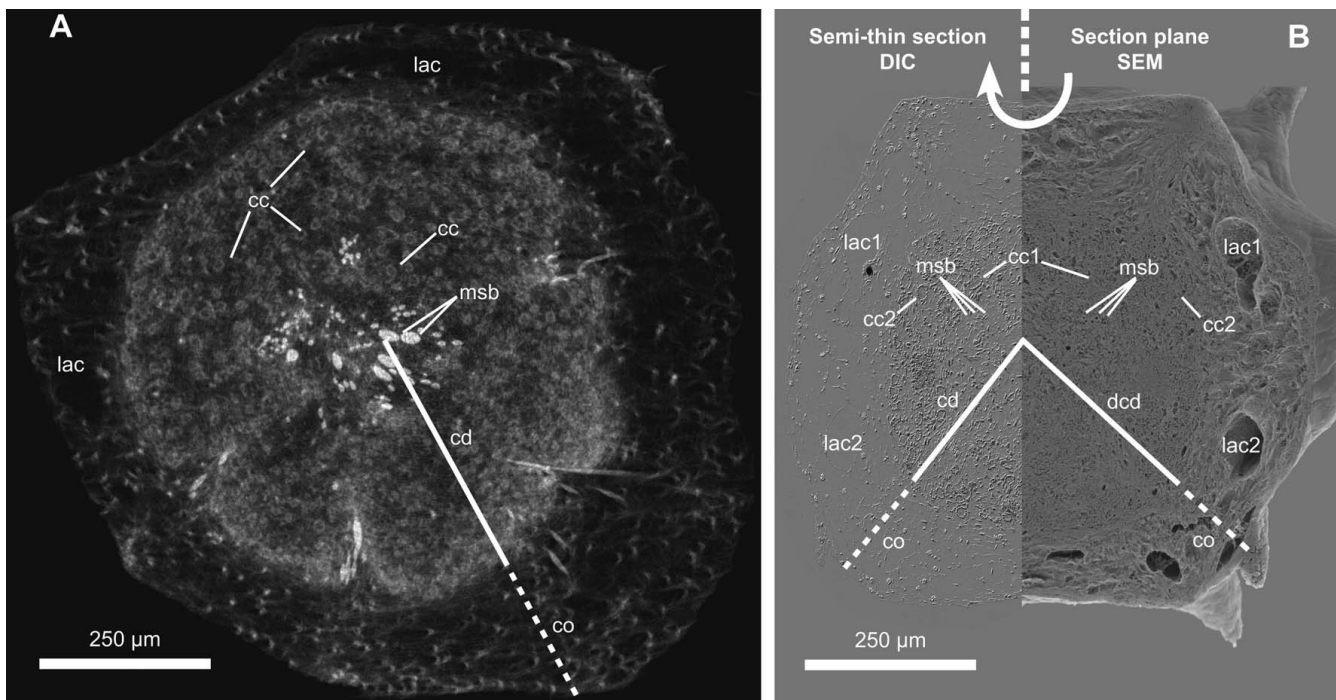 A
lac
cc
cc
msb
lac
cd
co
250 µm
Semi-thin section
DIC
Section plane
SEM
B
lac1
msb
cc1
msb
lac1
cc2
cc2
cd
dcd
lac2
lac2
co
co
250 µm